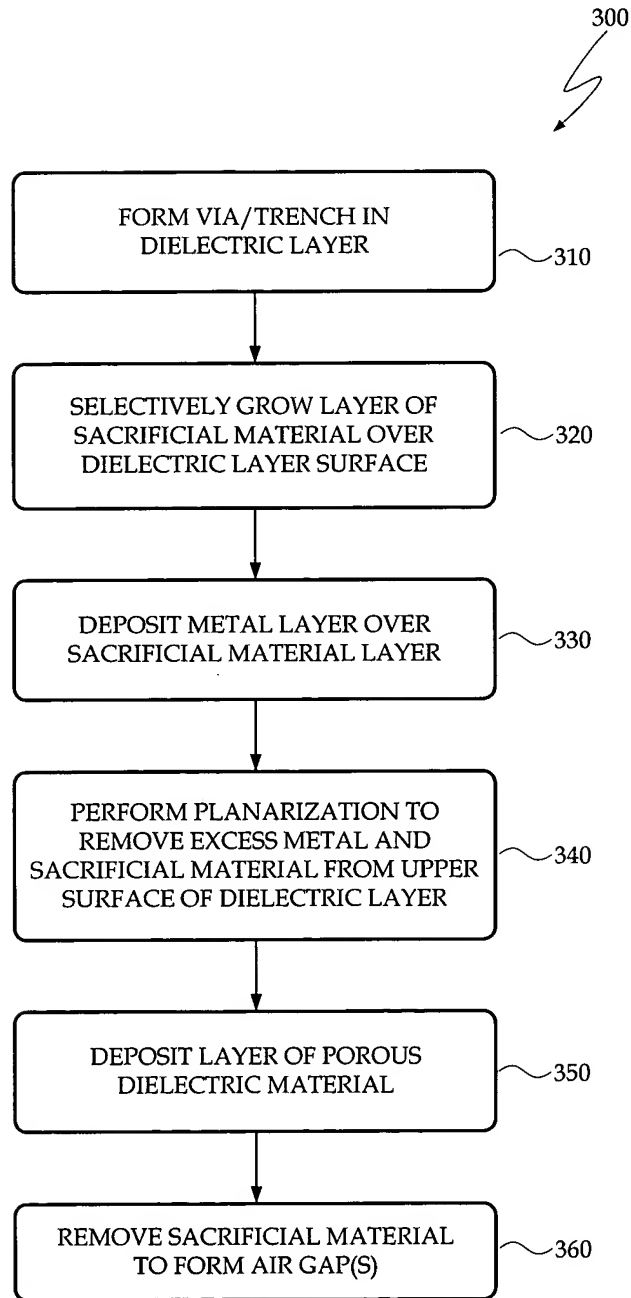 300
FORM VIA/TRENCH IN
DIELECTRIC LAYER
310
SELECTIVELY GROW LAYER OF
SACRIFICIAL MATERIAL OVER
DIELECTRIC LAYER SURFACE
320
DEPOSIT METAL LAYER OVER
SACRIFICIAL MATERIAL LAYER
330
PERFORM PLANARIZATION TO
REMOVE EXCESS METAL AND
SACRIFICIAL MATERIAL FROM UPPER
SURFACE OF DIELECTRIC LAYER
340
DEPOSIT LAYER OF POROUS
DIELECTRIC MATERIAL
350
REMOVE SACRIFICIAL MATERIAL
TO FORM AIR GAP(S)
360